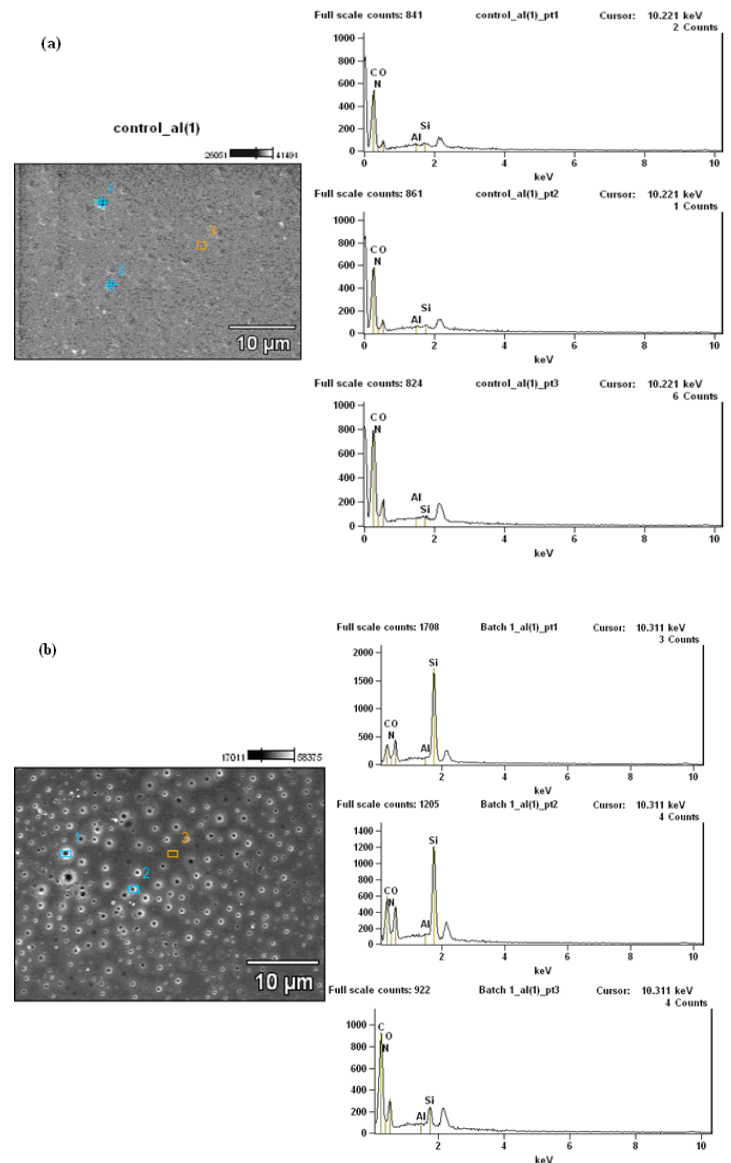 (a)
control_al(1)
26051 41491
1
3
2
10 µm
Full scale counts: 841 control_al(1)_pt1 Cursor: 10.221 keV
2 Counts
1000
800
600
400
200
0
C O
N
Al
Si
0 2 4 6 8 10
keV
Full scale counts: 861 control_al(1)_pt2 Cursor: 10.221 keV
1 Counts
1000
800
600
400
200
0
C O
N
Al
Si
0 2 4 6 8 10
keV
Full scale counts: 824 control_al(1)_pt3 Cursor: 10.221 keV
6 Counts
1000
800
600
400
200
0
C O
N
Al
Si
0 2 4 6 8 10
keV
(b)
17011 58375
1
3
2
10 µm
Full scale counts: 1708 Batch 1_al(1)_pt1 Cursor: 10.311 keV
3 Counts
2000
1500
1000
500
0
C O
N
Al
Si
2 4 6 8 10
keV
Full scale counts: 1205 Batch 1_al(1)_pt2 Cursor: 10.311 keV
4 Counts
1400
1200
1000
800
600
400
200
0
C O
N
Al
Si
2 4 6 8 10
keV
Full scale counts: 922 Batch 1_al(1)_pt3 Cursor: 10.311 keV
4 Counts
1000
800
600
400
200
0
C
O
N
Al
Si
2 4 6 8 10
keV